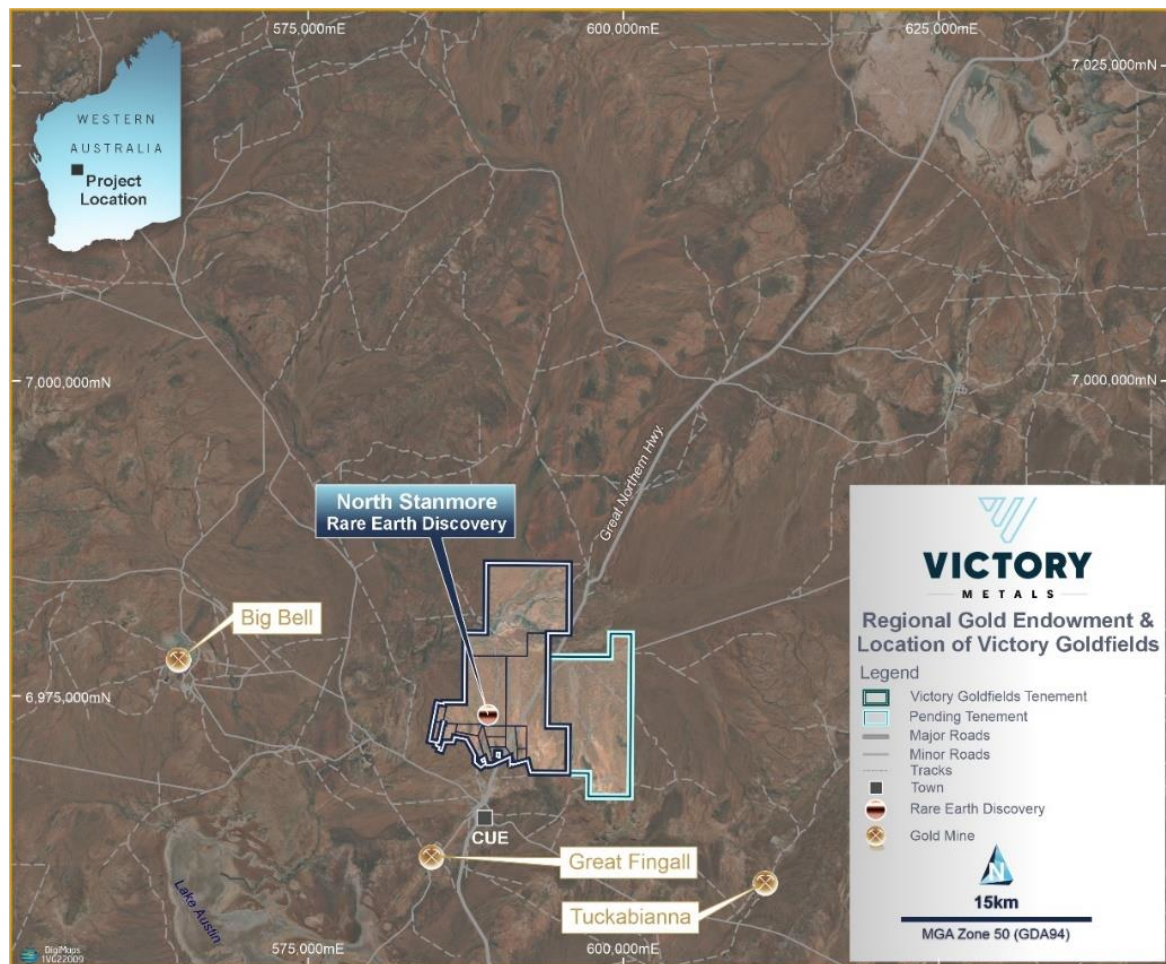 575,000mE
600,000mE
625,000mE
7,025,000mN
WESTERN
AUSTRALIA
Project
Location
7,000,000mN
7,000,000mN
Great Northern Hwy.
North Stanmore
Rare Earth Discovery
Big Bell
6,975,000mN
CUE
Great Fingall
Tuckabianna
Lake Austin
VICTORY
METALS
Regional Gold Endowment &
Location of Victory Goldfields
Legend
Victory Goldfields Tenement
Pending Tenement
Major Roads
Minor Roads
Tracks
Town
Rare Earth Discovery
Gold Mine
N
15km
MGA Zone 50 (GDA94)
DigiMaps
1VG22009
575,000mE
600,000mE